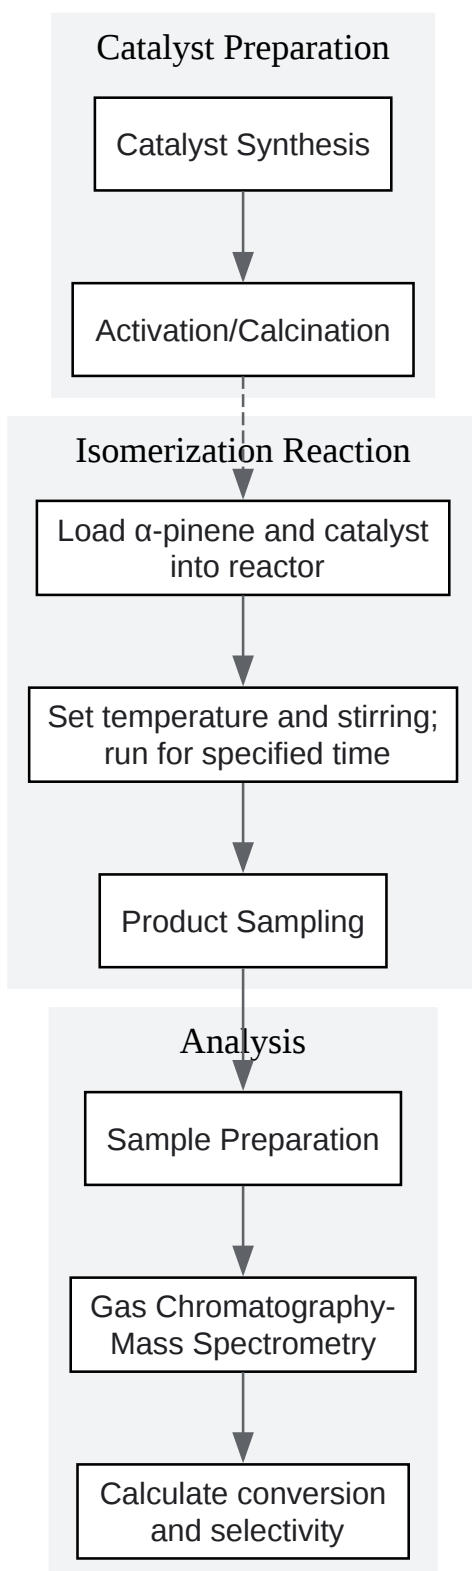 Catalyst Preparation
Catalyst Synthesis
Activation/Calcination
Isomerization Reaction
Load α-pinene and catalyst
into reactor
Set temperature and stirring;
run for specified time
Product Sampling
Analysis
Sample Preparation
Gas Chromatography-
Mass Spectrometry
Calculate conversion
and selectivity